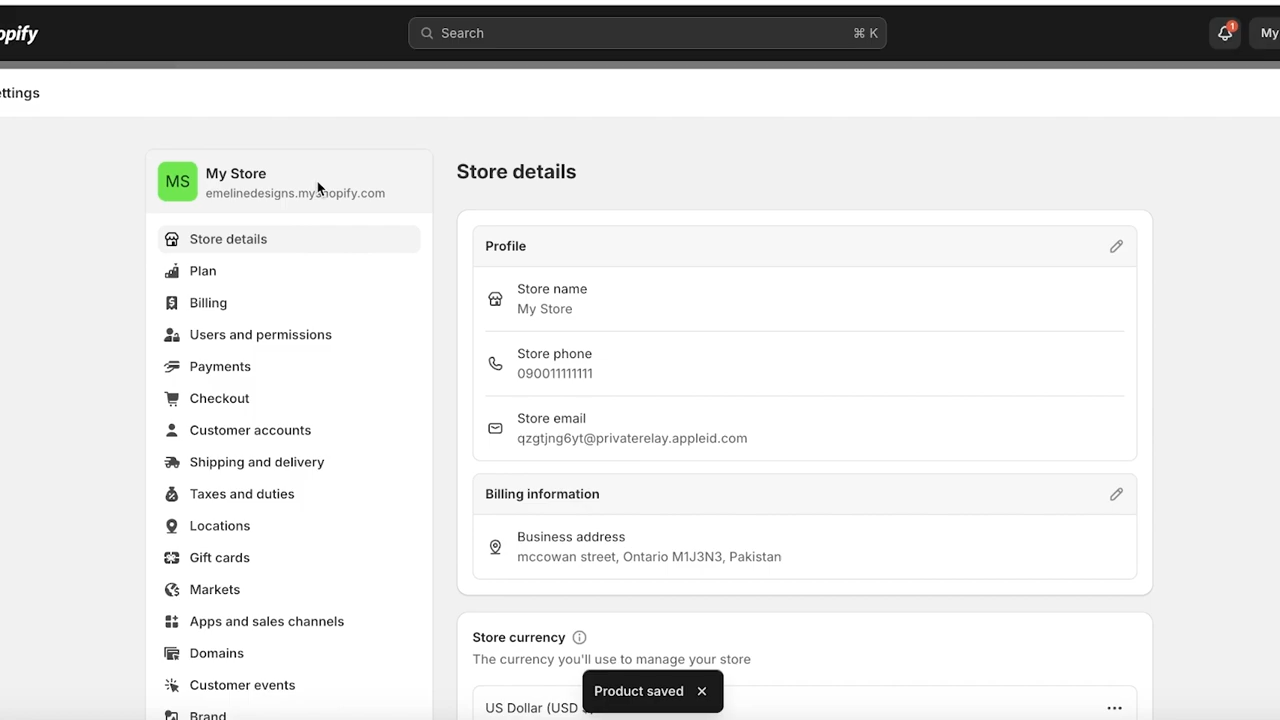 opify
Search
⌘ K
1
My
ettings
MS
My Store
emelinedesigns.myshopify.com
Store details
Plan
Billing
Users and permissions
Payments
Checkout
Customer accounts
Shipping and delivery
Taxes and duties
Locations
Gift cards
Markets
Apps and sales channels
Domains
Customer events
Brand
Store details
Profile
Store name
My Store
Store phone
090011111111
Store email
qzgtjng6yt@privaterelay.appleid.com
Billing information
Business address
mccowan street, Ontario M1J3N3, Pakistan
Store currency
The currency you'll use to manage your store
US Dollar (USD
Product saved